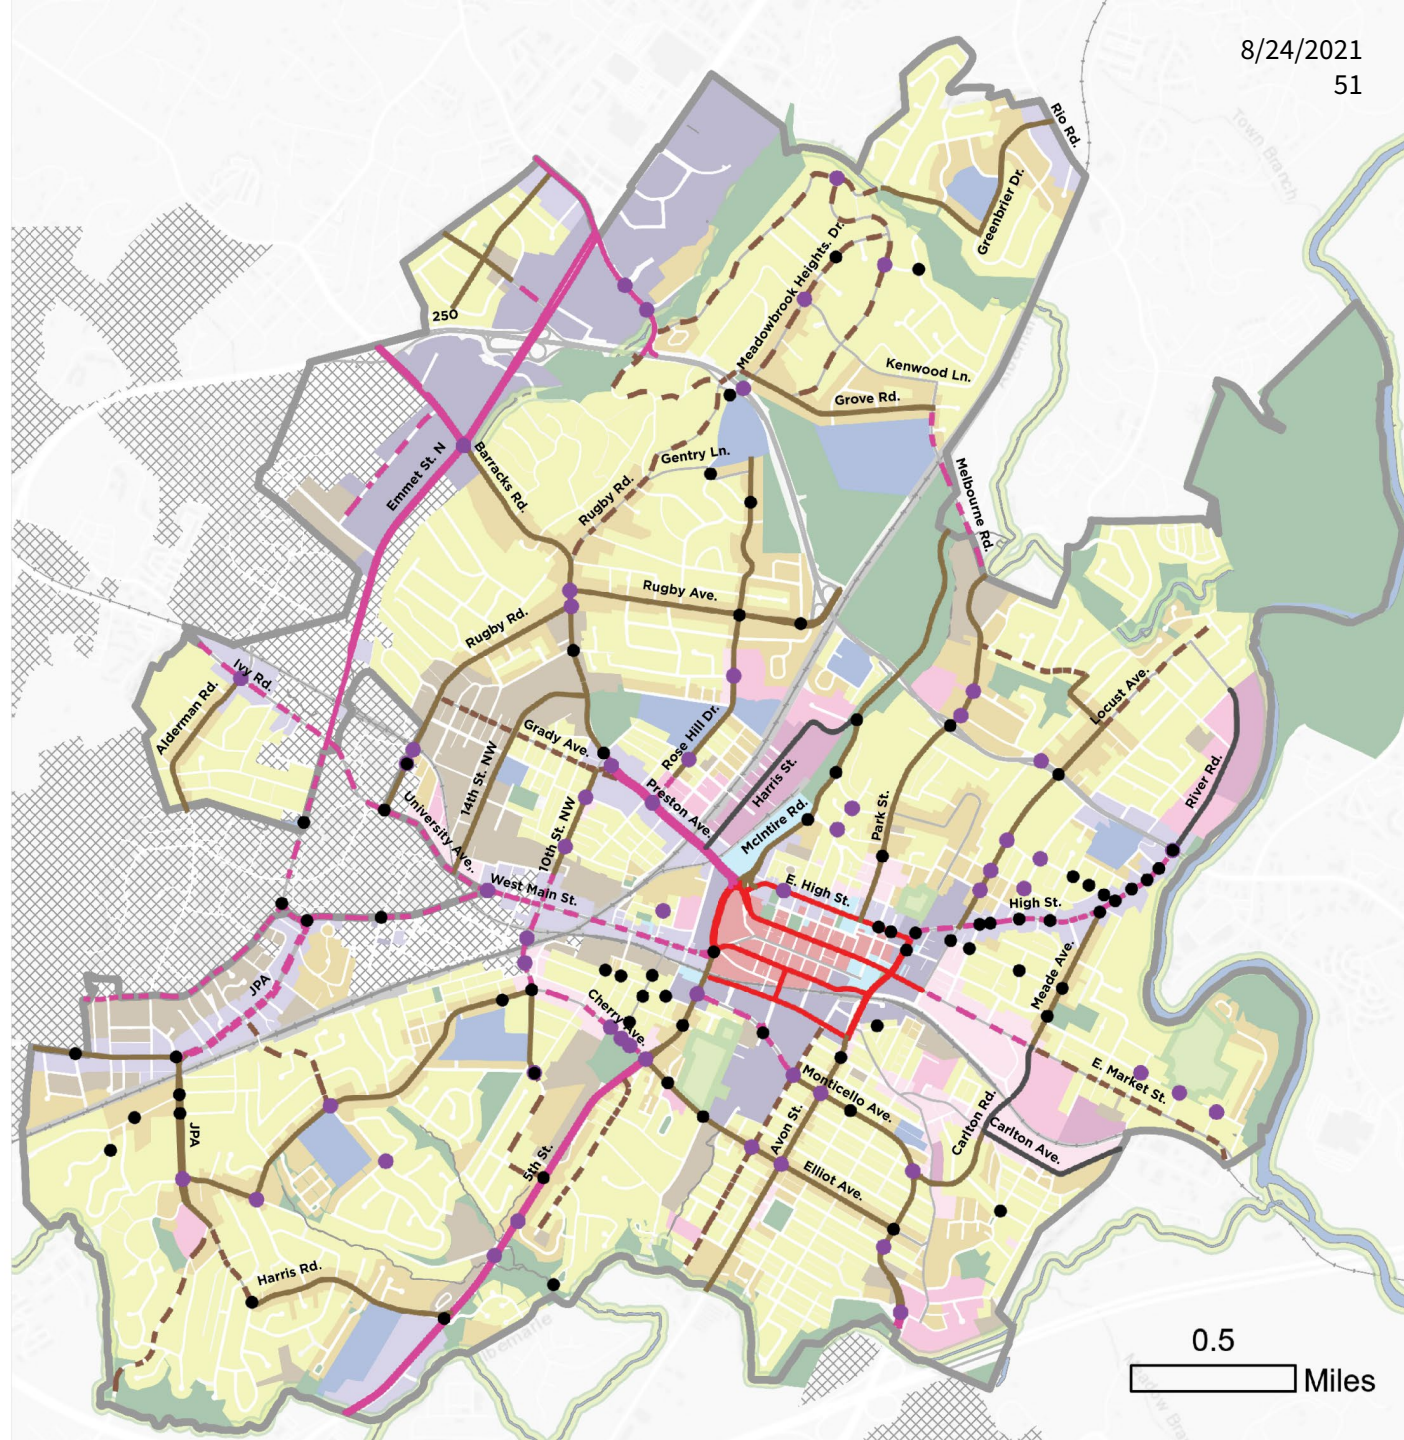 8/24/2021
51
Rio Rd.
Town Branch
Greenbrier Dr.
Meadowbrook Heights. Dr.
250
Kenwood Ln.
Grove Rd.
Emmet St. N
Barracks Rd.
Gentry Ln.
Rugby Rd.
Melbourne Rd.
Rugby Ave.
Rugby Rd.
Ivy Rd.
Alderman Rd.
Locust Ave.
Rose Hill Dr.
Grady Ave.
14th St. NW
Harris St.
River Rd.
Preston Ave.
McIntire Rd.
Park St.
University Ave,.
10th St. NW
West Main St.
E. High St.
High St.
JPA
Cherry Ave.
Meade Ave.
E. Market St.
Monticello Ave.
Avon St.
Carlton Rd.
Carlton Ave.
JPA
5th St.
Elliot Ave.
Harris Rd.
0.5
Miles